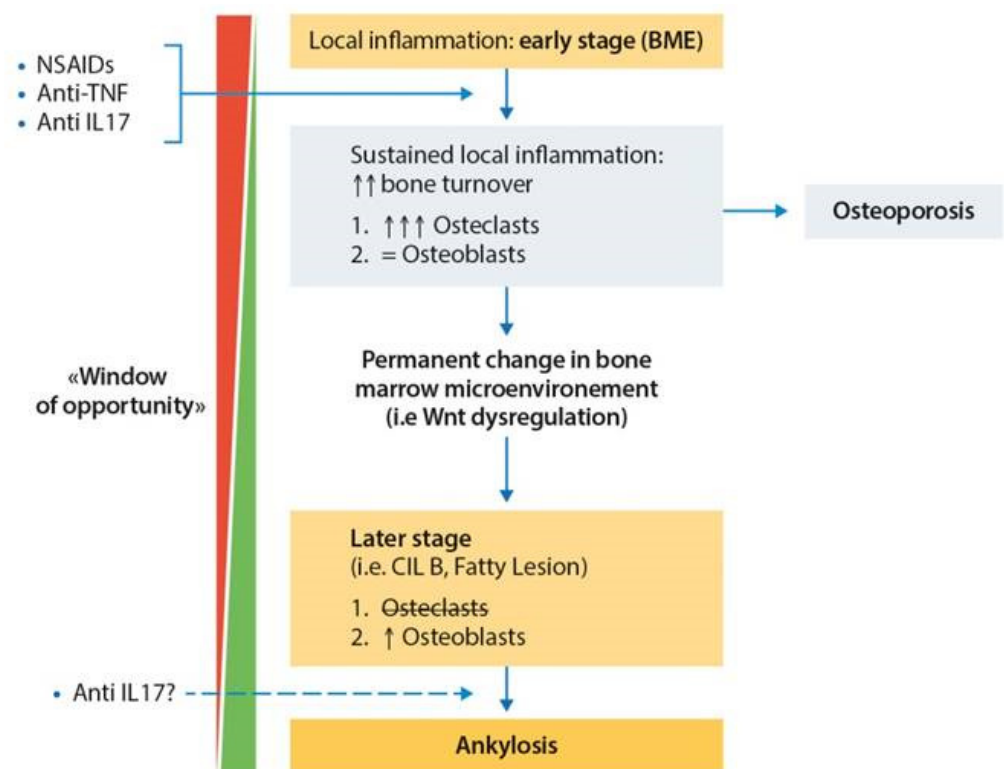 Local inflammation: early stage (BME)
• NSAIDs
• Anti-TNF
• Anti IL17
Sustained local inflammation:
↑↑ bone turnover
1. ↑↑↑ Osteclasts
2. = Osteoblasts
Osteoporosis
«Window
of opportunity»
Permanent change in bone
marrow microenvironement
(i.e Wnt dysregulation)
Later stage
(i.e. CIL B, Fatty Lesion)
1. Osteclasts
2. ↑ Osteoblasts
• Anti IL17?
Ankylosis